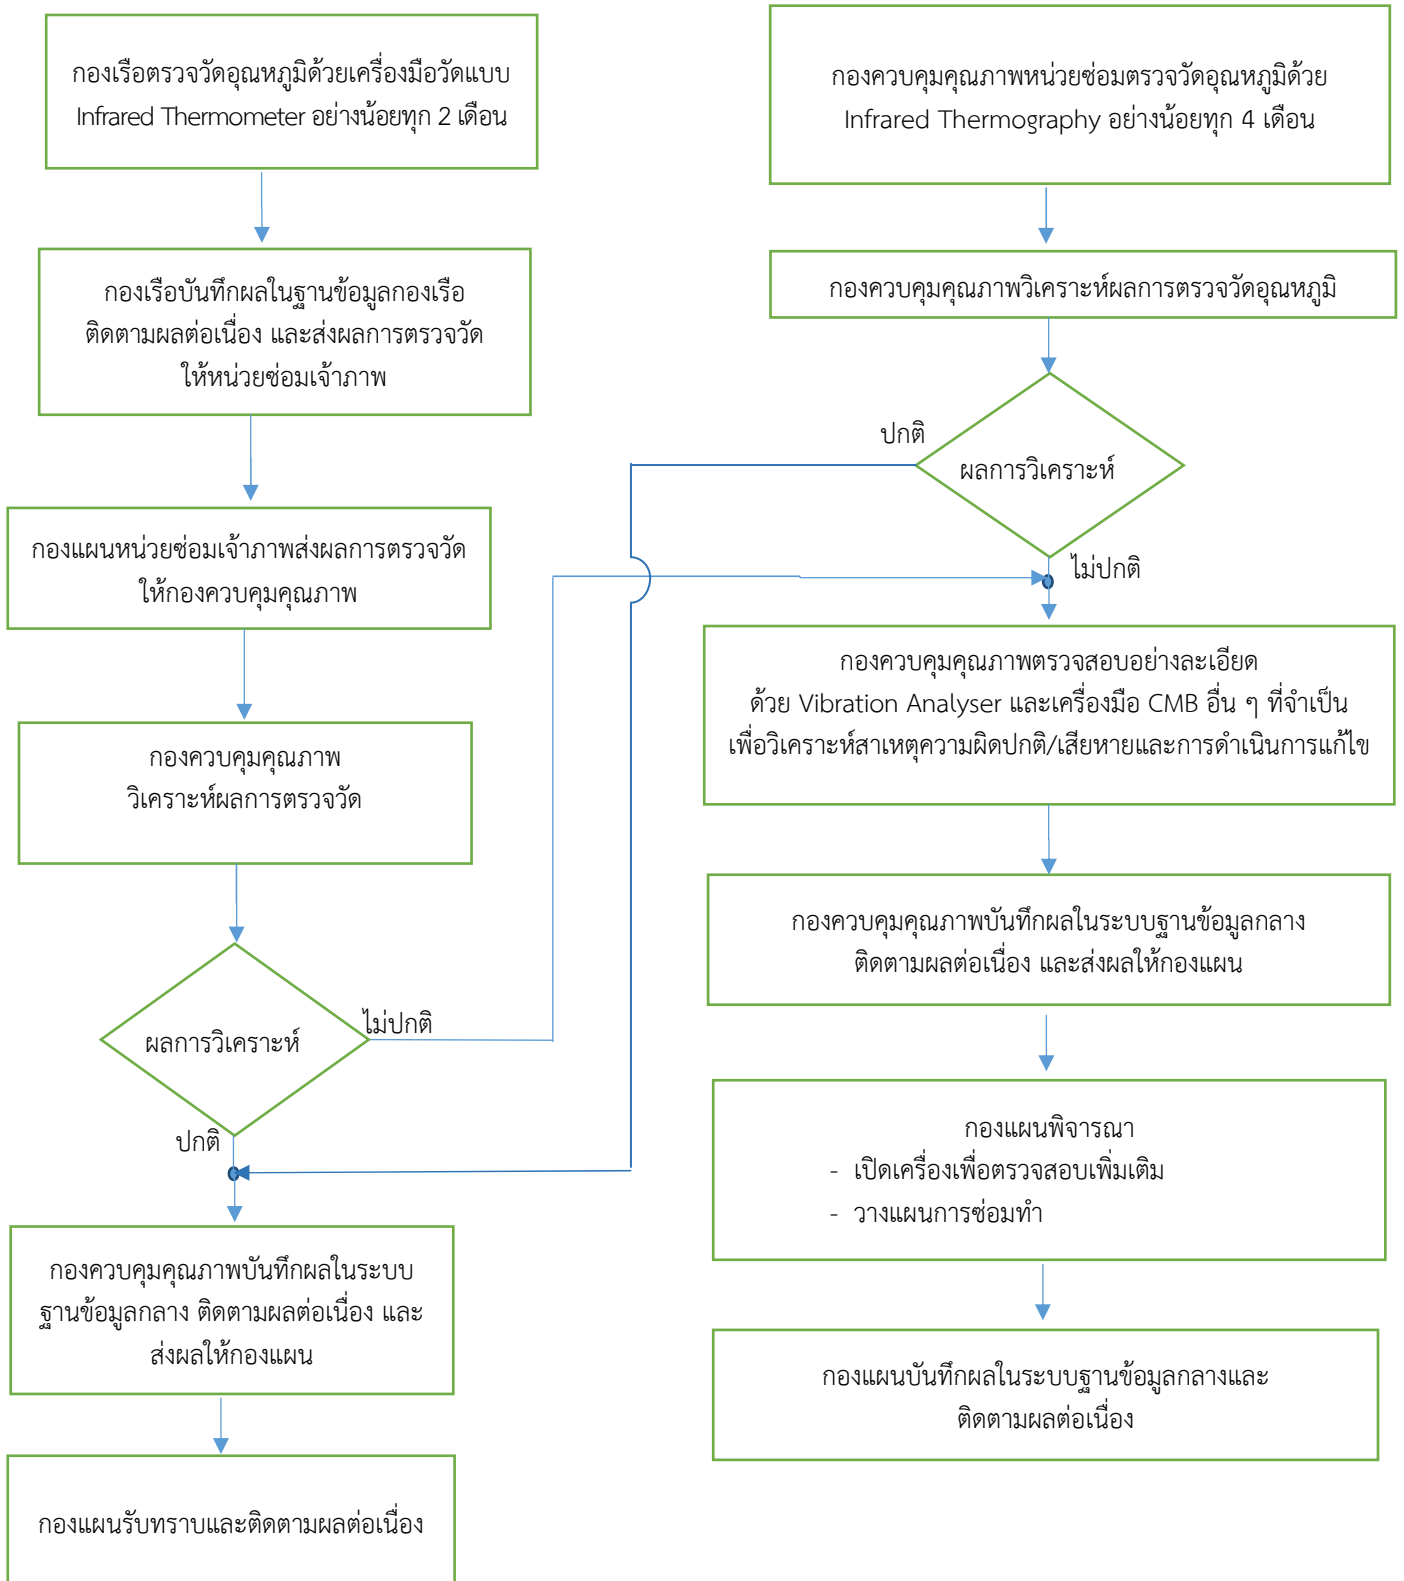 กองเรือตรวจวัดอุณหภูมิด้วยเครื่องมือวัดแบบ
Infrared Thermometer อย่างน้อยทุก 2 เดือน
กองเรือบันทึกผลในฐานข้อมูลกองเรือ
ติดตามผลต่อเนื่อง และส่งผลการตรวจวัด
ให้หน่วยซ่อมเจ้าภาพ
กองแผนหน่วยซ่อมเจ้าภาพส่งผลการตรวจวัด
ให้กองควบคุมคุณภาพ
กองควบคุมคุณภาพ
วิเคราะห์ผลการตรวจวัด
ผลการวิเคราะห์
ไม่ปกติ
ปกติ
กองควบคุมคุณภาพบันทึกผลในระบบ
ฐานข้อมูลกลาง ติดตามผลต่อเนื่อง และ
ส่งผลให้กองแผน
กองแผนรับทราบและติดตามผลต่อเนื่อง
กองควบคุมคุณภาพหน่วยซ่อมตรวจวัดอุณหภูมิด้วย
Infrared Thermography อย่างน้อยทุก 4 เดือน
กองควบคุมคุณภาพวิเคราะห์ผลการตรวจวัดอุณหภูมิ
ปกติ
ผลการวิเคราะห์
ไม่ปกติ
กองควบคุมคุณภาพตรวจสอบอย่างละเอียด
ด้วย Vibration Analyser และเครื่องมือ CMB อื่น ๆ ที่จำเป็น
เพื่อวิเคราะห์สาเหตุความผิดปกติ/เสียหายและการดำเนินการแก้ไข
กองควบคุมคุณภาพบันทึกผลในระบบฐานข้อมูลกลาง
ติดตามผลต่อเนื่อง และส่งผลให้กองแผน
กองแผนพิจารณา
- เปิดเครื่องเพื่อตรวจสอบเพิ่มเติม
- วางแผนการซ่อมทำ
กองแผนบันทึกผลในระบบฐานข้อมูลกลางและ
ติดตามผลต่อเนื่อง